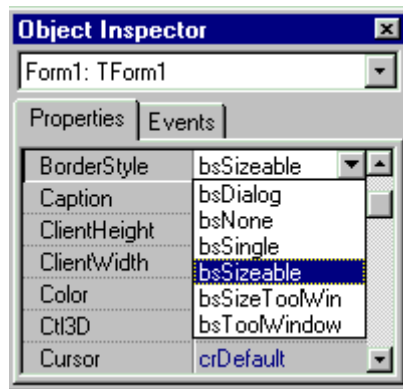 Object Inspector
Form1: TForm1
Properties Events
BorderStyle bsSizeable
Caption bsDialog
bsNone
ClientHeight bsSingle
ClientWidth bsSizeable
Color bsSizeToolWin
Ctl3D bsToolWindow
Cursor crDefault